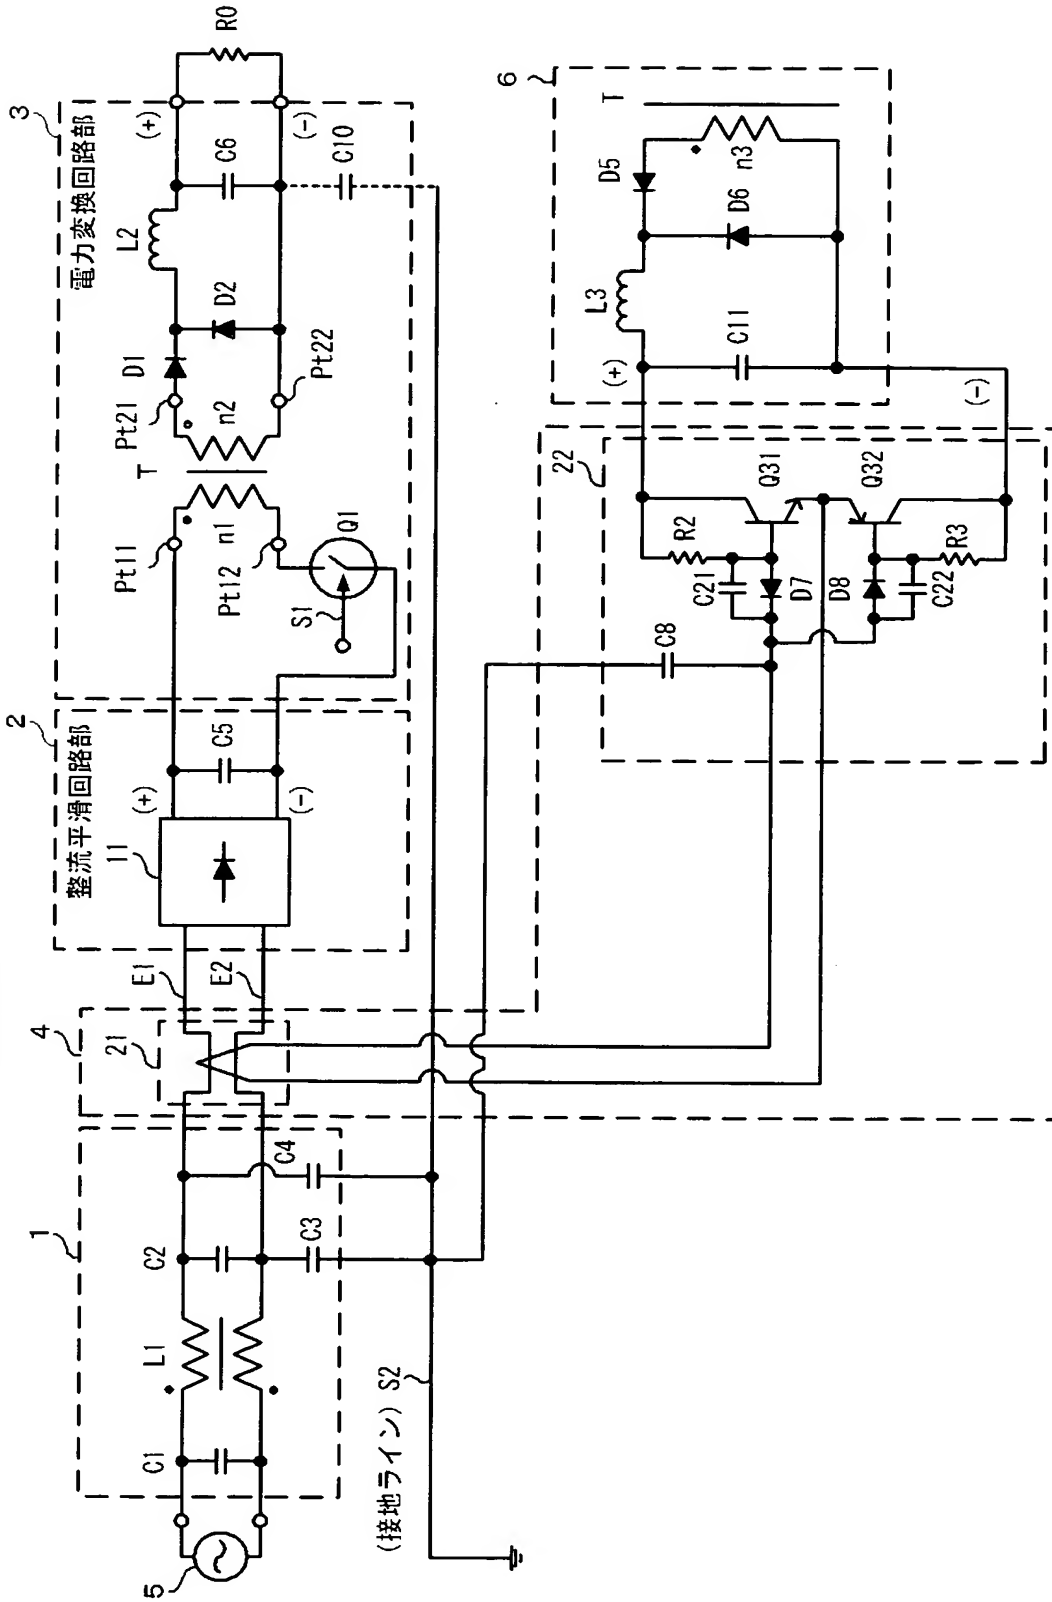 3
電力変換回路部
(+)
(-)
R0
C6
C10
L2
D2
D1
Pt21
Pt22
n2
T
n1
Pt11
Pt12
Q1
S1
2
整流平滑回路部
(+)
(-)
C5
11
E1
E2
4
21
1
C4
C3
C2
L1
C1
5
(接地ライン) S2
6
T
n3
D5
D6
L3
C11
(+)
(-)
22
Q31
Q32
R2
R3
C21
C22
D7
D8
C8